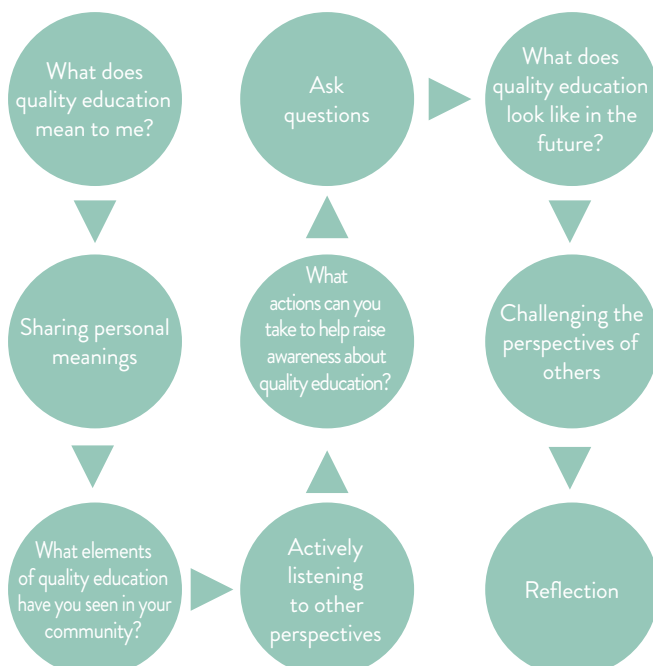 What does
quality education
mean to me?
Sharing personal
meanings
What elements
of quality education
have you seen in your
community?
Actively
listening
to other
perspectives
What
actions can you
take to help raise
awareness about
quality education?
Ask
questions
What does
quality education
look like in the
future?
Challenging the
perspectives of
others
Reflection